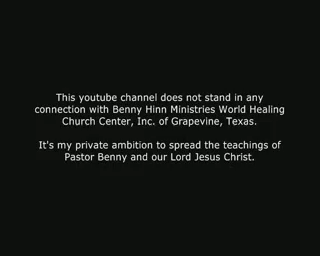 This youtube channel does not stand in any
connection with Benny Hinn Ministries World Healing
Church Center, Inc. of Grapevine, Texas.
It's my private ambition to spread the teachings of
Pastor Benny and our Lord Jesus Christ.